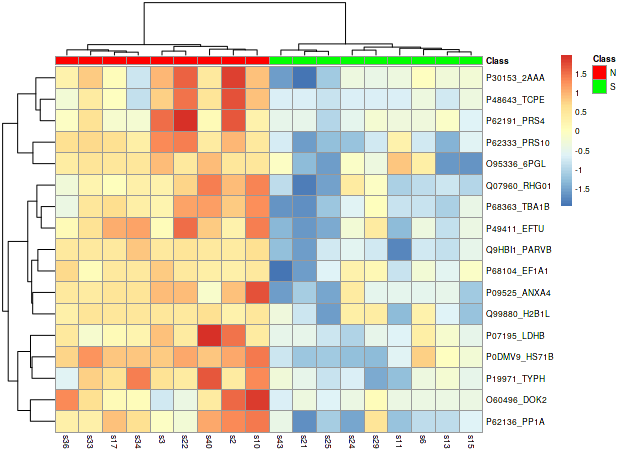 Class
P30153_2AAA
P48643_TCPE
P62191_PRS4
P62333_PRS10
O95336_6PGL
Q07960_RHG01
P68363_TBA1B
P49411_EFTU
Q9HBI1_PARVB
P68104_EF1A1
P09525_ANXA4
Q99880_H2B1L
P07195_LDHB
P0DMV9_HS71B
P19971_TYPH
O60496_DOK2
P62136_PP1A
s36 s33 s17 s34 s3 s22 s40 s2 s10 s43 s21 s25 s24 s29 s11 s6 s13 s15
1.5
1
0.5
0
-0.5
-1
-1.5
Class
N
S